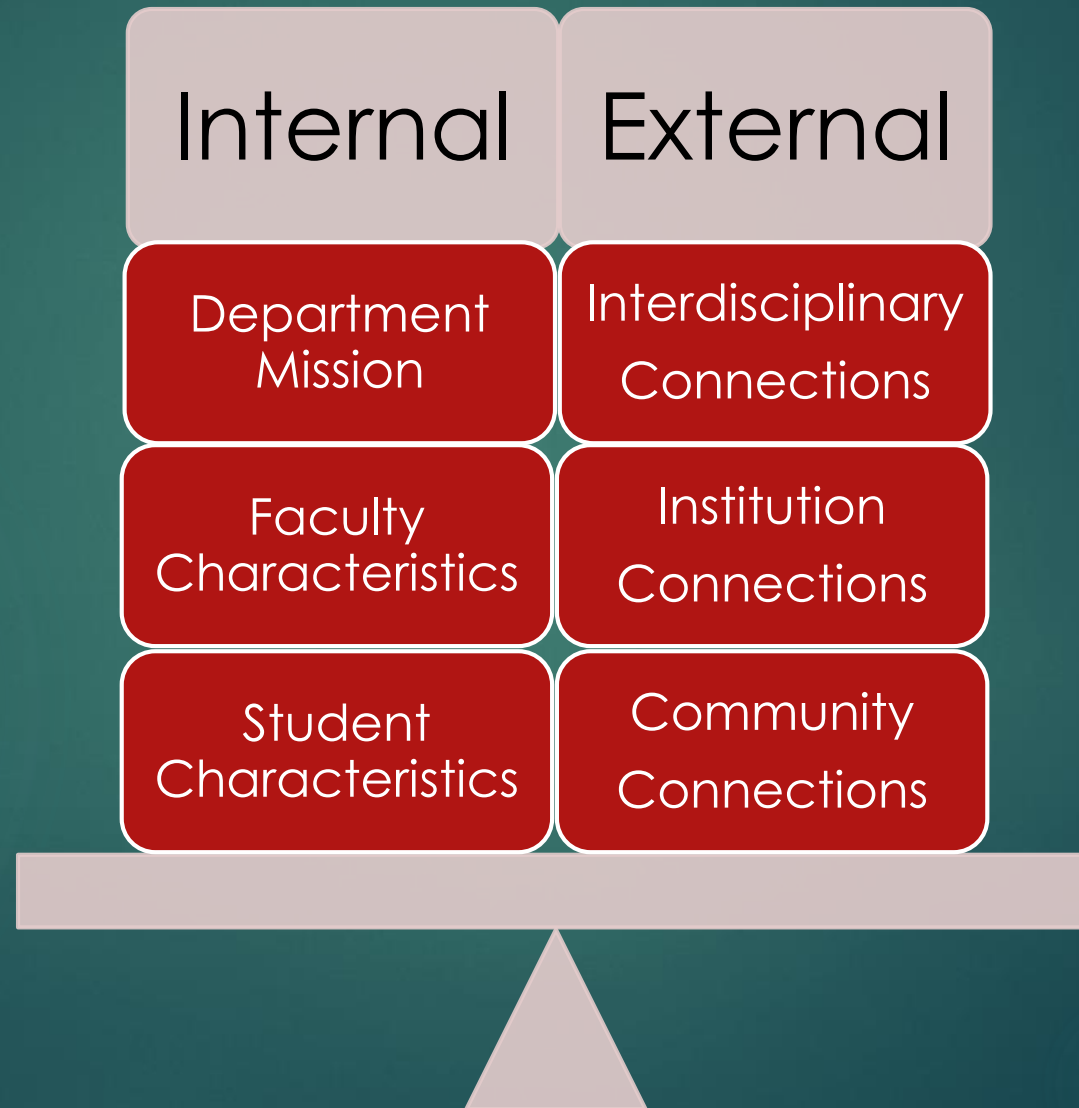 Internal
External
Department
Mission
Interdisciplinary
Connections
Faculty
Characteristics
Institution
Connections
Student
Characteristics
Community
Connections